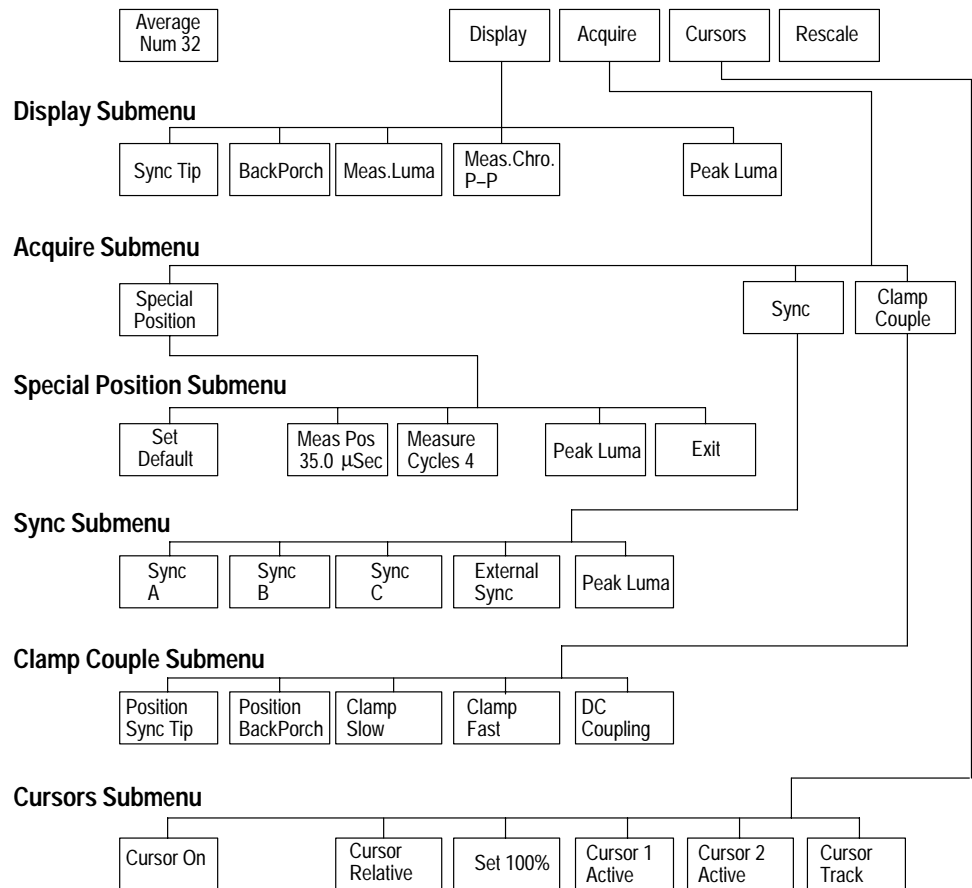 Average
Num 32
Display
Acquire
Cursors
Rescale
Display Submenu
Sync Tip
BackPorch
Meas.Luma
Meas.Chro.
P–P
Peak Luma
Acquire Submenu
Special
Position
Sync
Clamp
Couple
Special Position Submenu
Set
Default
Meas Pos
35.0 μSec
Measure
Cycles 4
Peak Luma
Exit
Sync Submenu
Sync
A
Sync
B
Sync
C
External
Sync
Peak Luma
Clamp Couple Submenu
Position
Sync Tip
Position
BackPorch
Clamp
Slow
Clamp
Fast
DC
Coupling
Cursors Submenu
Cursor On
Cursor
Relative
Set 100%
Cursor 1
Active
Cursor 2
Active
Cursor
Track